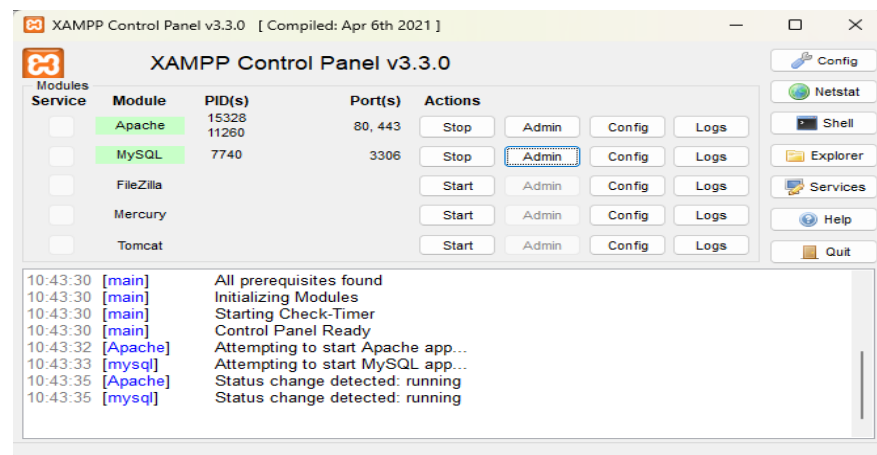 XAMPP Control Panel v3.3.0 [ Compiled: Apr 6th 2021 ]
XAMPP Control Panel v3.3.0
Config
Modules
Service Module PID(s) Port(s) Actions
Netstat
Apache 15328 11260 80, 443 Stop Admin Config Logs
Shell
MySQL 7740 3306 Stop Admin Config Logs
Explorer
FileZilla Start Admin Config Logs
Services
Mercury Start Admin Config Logs
Help
Tomcat Start Admin Config Logs
Quit
10:43:30 [main] All prerequisites found
10:43:30 [main] Initializing Modules
10:43:30 [main] Starting Check-Timer
10:43:30 [main] Control Panel Ready
10:43:32 [Apache] Attempting to start Apache app...
10:43:33 [mysql] Attempting to start MySQL app...
10:43:35 [Apache] Status change detected: running
10:43:35 [mysql] Status change detected: running